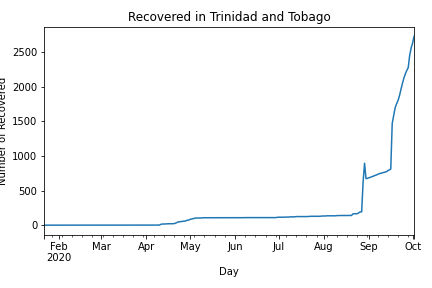 Recovered in Trinidad and Tobago
Number of Recovered
2500
2000
1500
1000
500
0
Feb Mar Apr May Jun Jul Aug Sep Oct
2020
Day